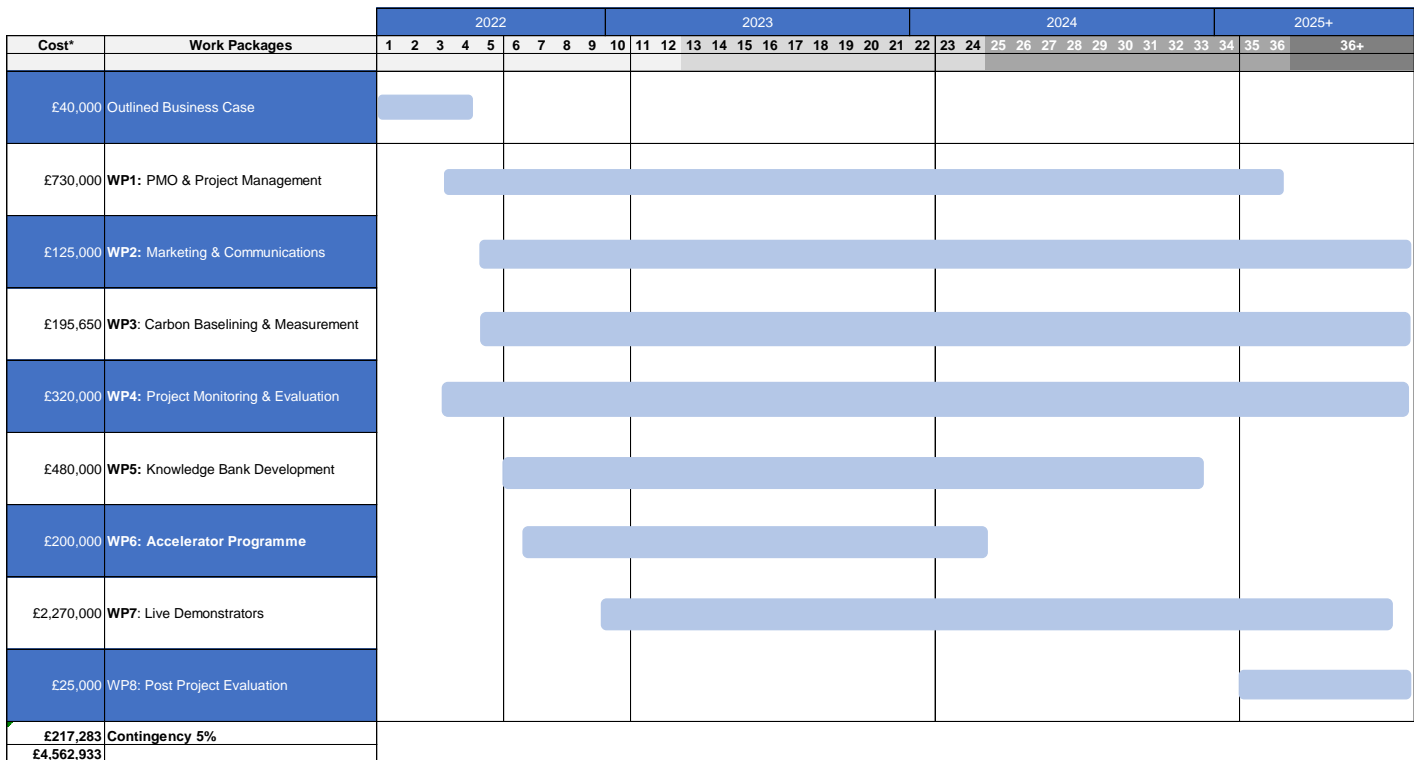 2022 2023 2024 2025+
Cost* Work Packages 1 2 3 4 5 6 7 8 9 10 11 12 13 14 15 16 17 18 19 20 21 22 23 24 25 26 27 28 29 30 31 32 33 34 35 36 36+
£40,000 Outlined Business Case
£730,000 WP1: PMO & Project Management
£125,000 WP2: Marketing & Communications
£195,650 WP3: Carbon Baselining & Measurement
£320,000 WP4: Project Monitoring & Evaluation
£480,000 WP5: Knowledge Bank Development
£200,000 WP6: Accelerator Programme
£2,270,000 WP7: Live Demonstrators
£25,000 WP8: Post Project Evaluation
£217,283 Contingency 5%
£4,562,933